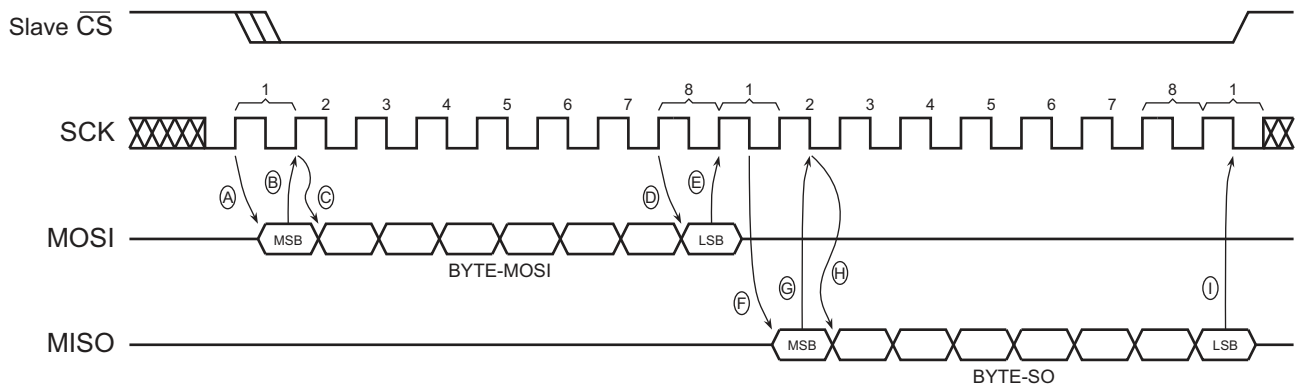 Slave CS
1 2 3 4 5 6 7 8 1 2 3 4 5 6 7 8 1
SCK
A B C D E
MOSI MSB LSB
BYTE-MOSI
F G H I
MISO MSB LSB
BYTE-SO